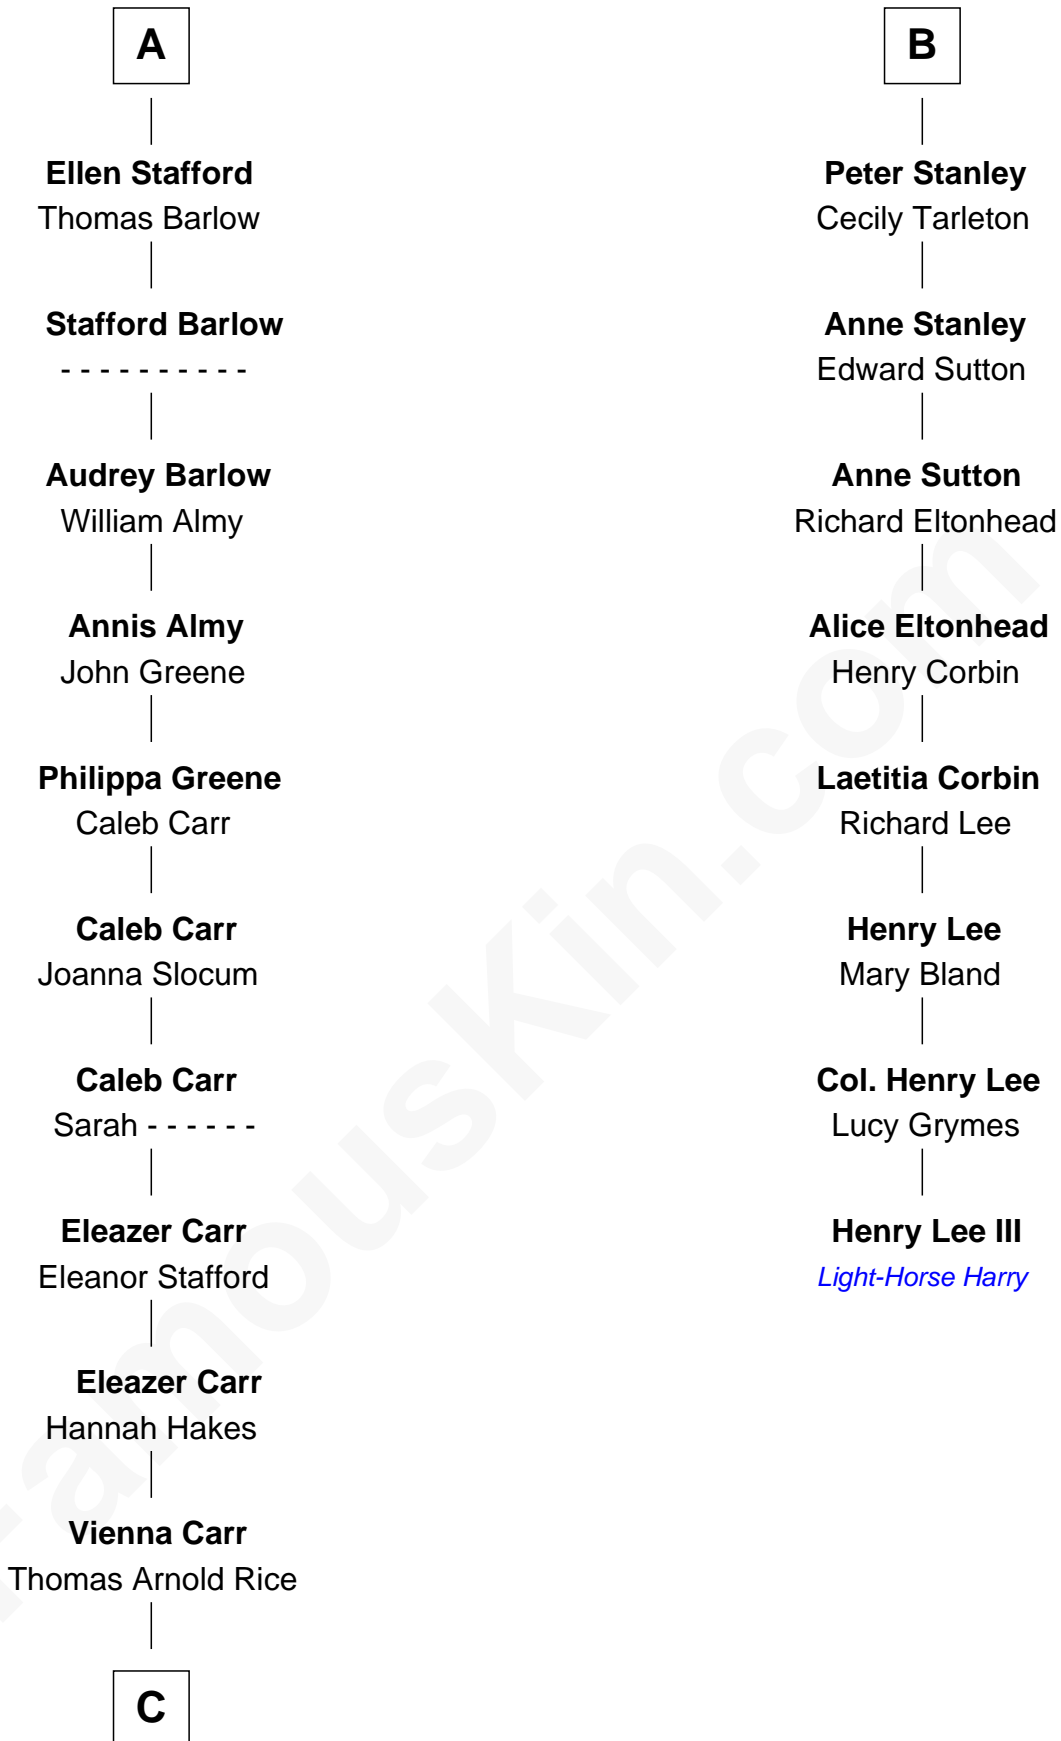 A
Ellen Stafford
Thomas Barlow
Stafford Barlow
- - - - - - - - - -
Audrey Barlow
William Almy
Annis Almy
John Greene
Philippa Greene
Caleb Carr
Caleb Carr
Joanna Slocum
Caleb Carr
Sarah - - - - - -
Eleazer Carr
Eleanor Stafford
Eleazer Carr
Hannah Hakes
Vienna Carr
Thomas Arnold Rice
C
B
Peter Stanley
Cecily Tarleton
Anne Stanley
Edward Sutton
Anne Sutton
Richard Eltonhead
Alice Eltonhead
Henry Corbin
Laetitia Corbin
Richard Lee
Henry Lee
Mary Bland
Col. Henry Lee
Lucy Grymes
Henry Lee III
Light-Horse Harry
FamousKin.com